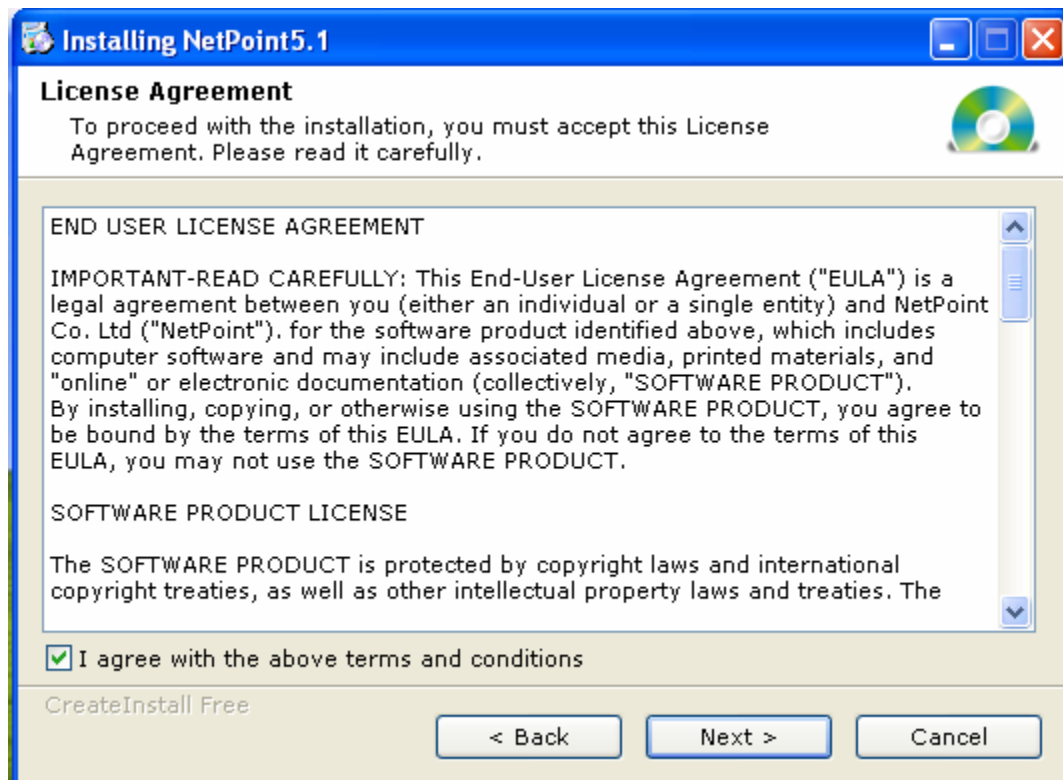 Installing NetPoint5.1
License Agreement
To proceed with the installation, you must accept this License
Agreement. Please read it carefully.
END USER LICENSE AGREEMENT
IMPORTANT-READ CAREFULLY: This End-User License Agreement ("EULA") is a
legal agreement between you (either an individual or a single entity) and NetPoint
Co. Ltd ("NetPoint"). for the software product identified above, which includes
computer software and may include associated media, printed materials, and
"online" or electronic documentation (collectively, "SOFTWARE PRODUCT").
By installing, copying, or otherwise using the SOFTWARE PRODUCT, you agree to
be bound by the terms of this EULA. If you do not agree to the terms of this
EULA, you may not use the SOFTWARE PRODUCT.
SOFTWARE PRODUCT LICENSE
The SOFTWARE PRODUCT is protected by copyright laws and international
copyright treaties, as well as other intellectual property laws and treaties. The
I agree with the above terms and conditions
CreateInstall Free
< Back
Next >
Cancel